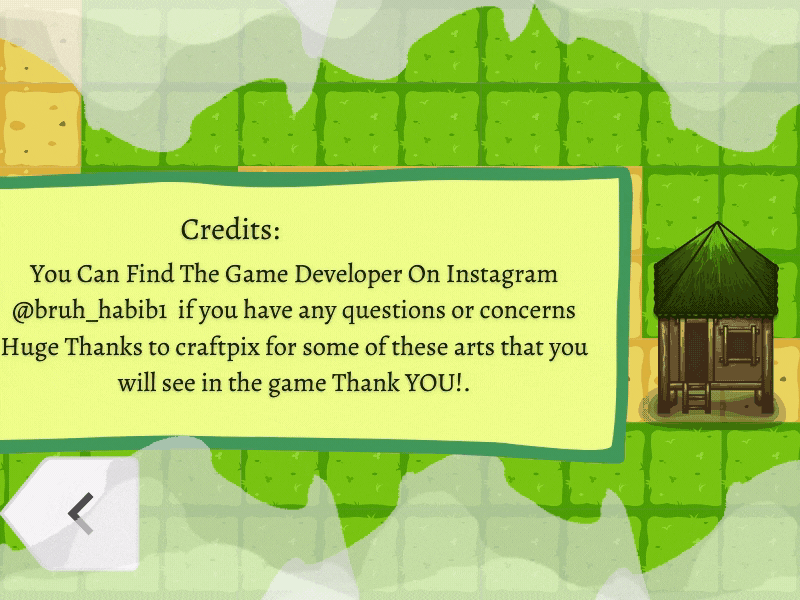 Credits:
You Can Find The Game Developer On Instagram
@bruh_habib1 if you have any questions or concerns
Huge Thanks to craftpix for some of these arts that you
will see in the game Thank YOU!.